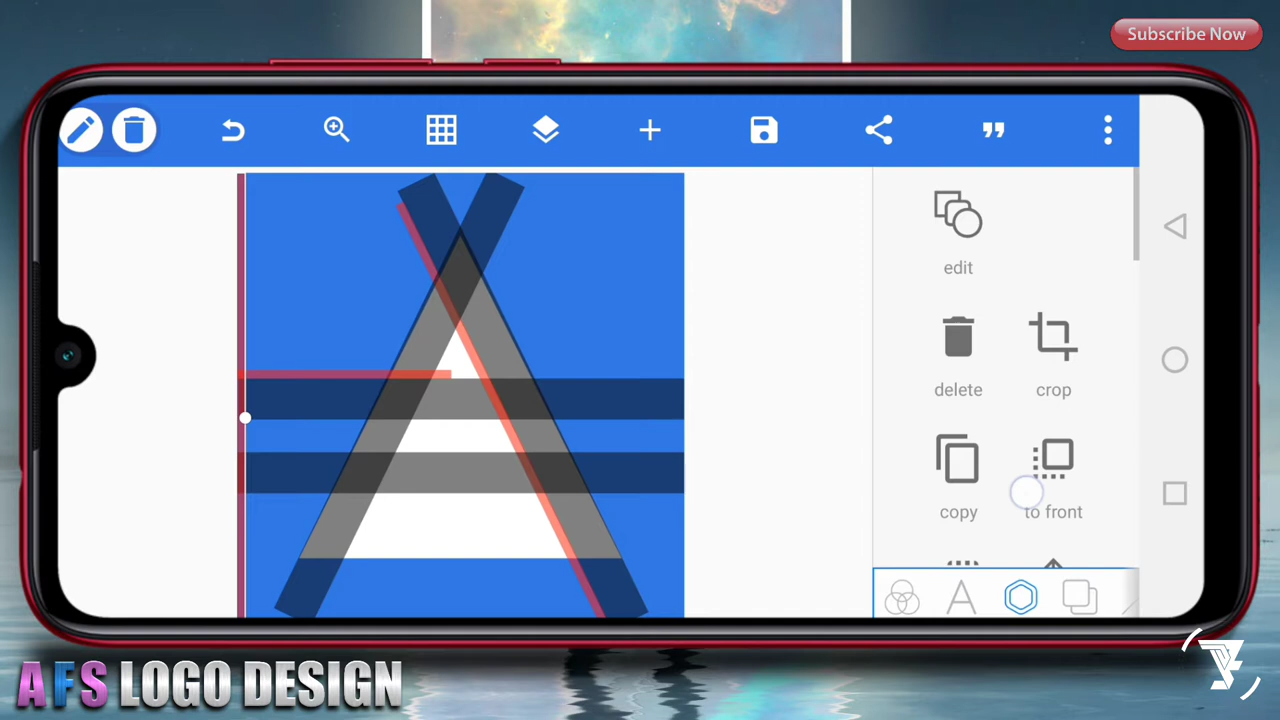 Subscribe Now
edit
delete
crop
copy
to front
AFS LOGO DESIGN